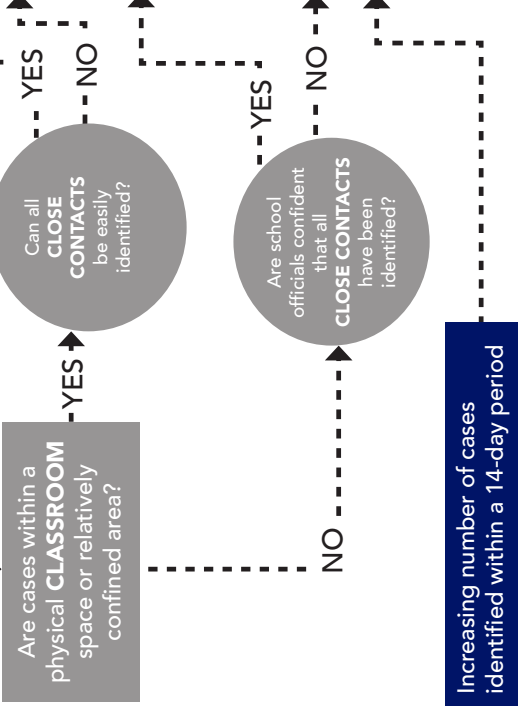 Are cases within a
physical CLASSROOM
space or relatively
confined area?
YES
Can all
CLOSE
CONTACTS
be easily
identified?
YES
NO
NO
Are school
officials confident
that all
CLOSE CONTACTS
have been
identified?
YES
NO
Increasing number of cases
identified within a 14-day period